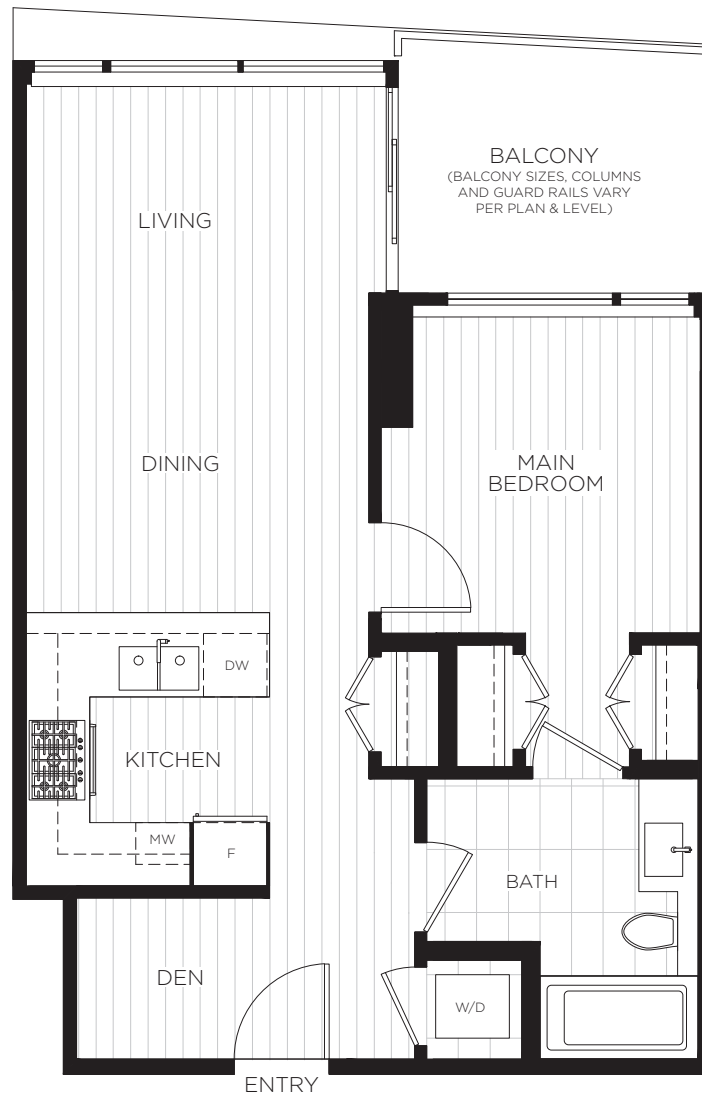 BALCONY
(BALCONY SIZES, COLUMNS
AND GUARD RAILS VARY
PER PLAN & LEVEL)
LIVING
DINING
MAIN
BEDROOM
DW
KITCHEN
MW
F
BATH
DEN
W/D
ENTRY